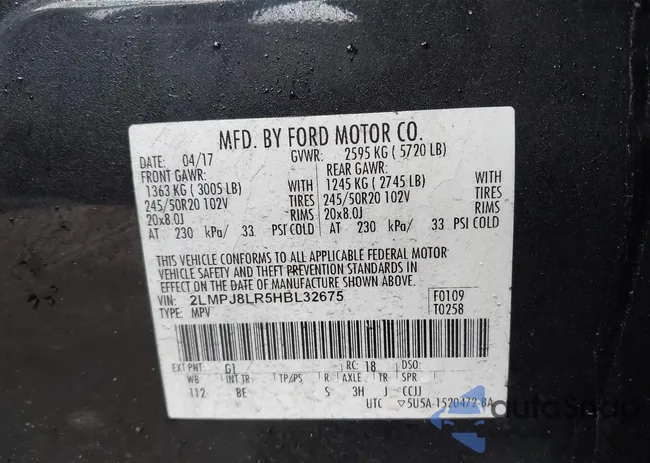 MFD. BY FORD MOTOR CO.
DATE: 04/17 GVWR: 2595 KG ( 5720 LB)
FRONT GAWR: REAR GAWR:
1363 KG ( 3005 LB) WITH 1245 KG ( 2745 LB) WITH
245/50R20 102V TIRES 245/50R20 102V TIRES
20x8.0J RIMS 20x8.0J RIMS
AT 230 kPa/ 33 PSI COLD AT 230 kPa/ 33 PSI COLD
THIS VEHICLE CONFORMS TO ALL APPLICABLE FEDERAL MOTOR
VEHICLE SAFETY AND THEFT PREVENTION STANDARDS IN
EFFECT ON THE DATE OF MANUFACTURE SHOWN ABOVE.
VIN: 2LMPJ8LR5HBL32675 F0109
TYPE: MPV T0258
EXT PNT: G1 RC: 18 DSO:
WB INT TR TP/PS R AXLE TR SPR
112 BE S 3H J CCJJ
UTC ▽5U5A-1520472-BA
autoSnap